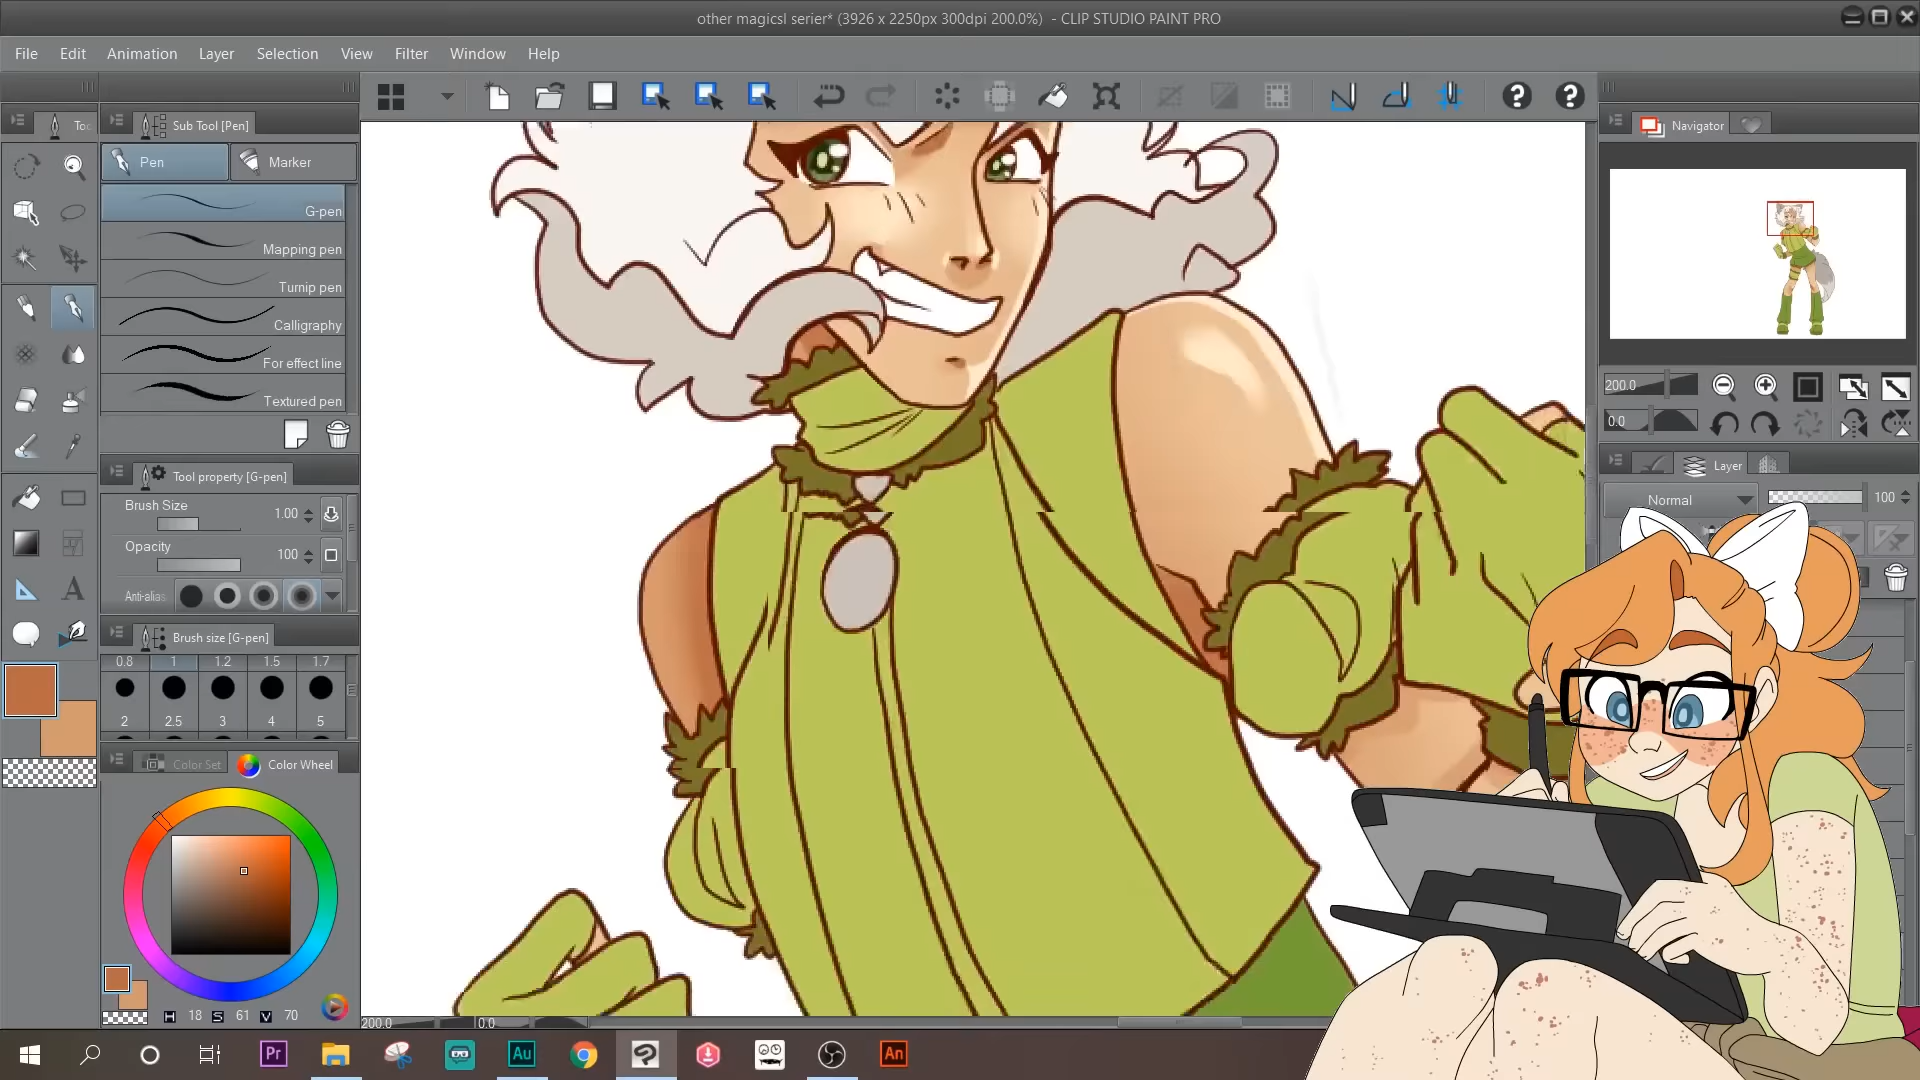 other magicsl serier* (3926 x 2250px 300dpi 200.0%)  - CLIP STUDIO PAINT PRO
File Edit Animation Layer Selection View Filter Window Help
Sub Tool [Pen]
Navigator
Pen Marker
G-pen
Mapping pen
Turnip pen
Calligraphy
For effect line
Textured pen
200.0
0.0
Layer
Normal 100
Tool property [G-pen]
Brush Size 1.00
Opacity 100
Anti-alias
Brush size [G-pen]
0.8 1 1.2 1.5 1.7
2 2.5 3 4 5
Color Set Color Wheel
H 18 S 61 V 70
200.0 0.0
Pr Au An